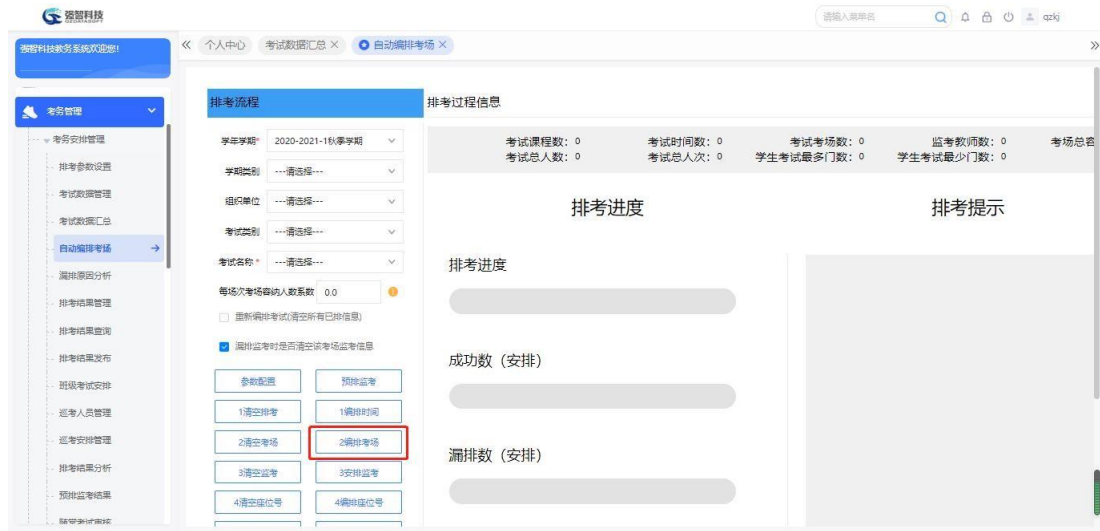 强智科技
QIZIDATASOFT
请输入菜单名
qzkj
强智科技教务系统欢迎您!
个人中心
考试数据汇总
自动编排考场
考务管理
考务安排管理
排考参数设置
考试数据管理
考试数据汇总
自动编排考场
漏排原因分析
排考结果管理
排考结果查询
排考结果发布
班级考试安排
巡考人员管理
巡考安排管理
排考结果分析
预排监考结果
随堂考试审核
排考流程
学年学期* 2020-2021-1秋季学期
学期类别 ---请选择---
组织单位 ---请选择---
考试类别 ---请选择---
考试名称* ---请选择---
每场次考场容纳人数系数 0.0
重新编排考试(清空所有已排信息)
漏排监考时是否清空该考场监考信息
参数配置 预排监考
1清空排考 1编排时间
2清空考场 2编排考场
3清空监考 3安排监考
4清空座位号 4编排座位号
排考过程信息
考试课程数: 0 考试时间数: 0 考试考场数: 0 监考教师数: 0 考场总容
考试总人数: 0 考试总人次: 0 学生考试最多门数: 0 学生考试最少门数: 0
排考进度 排考提示
排考进度
成功数（安排）
漏排数（安排）